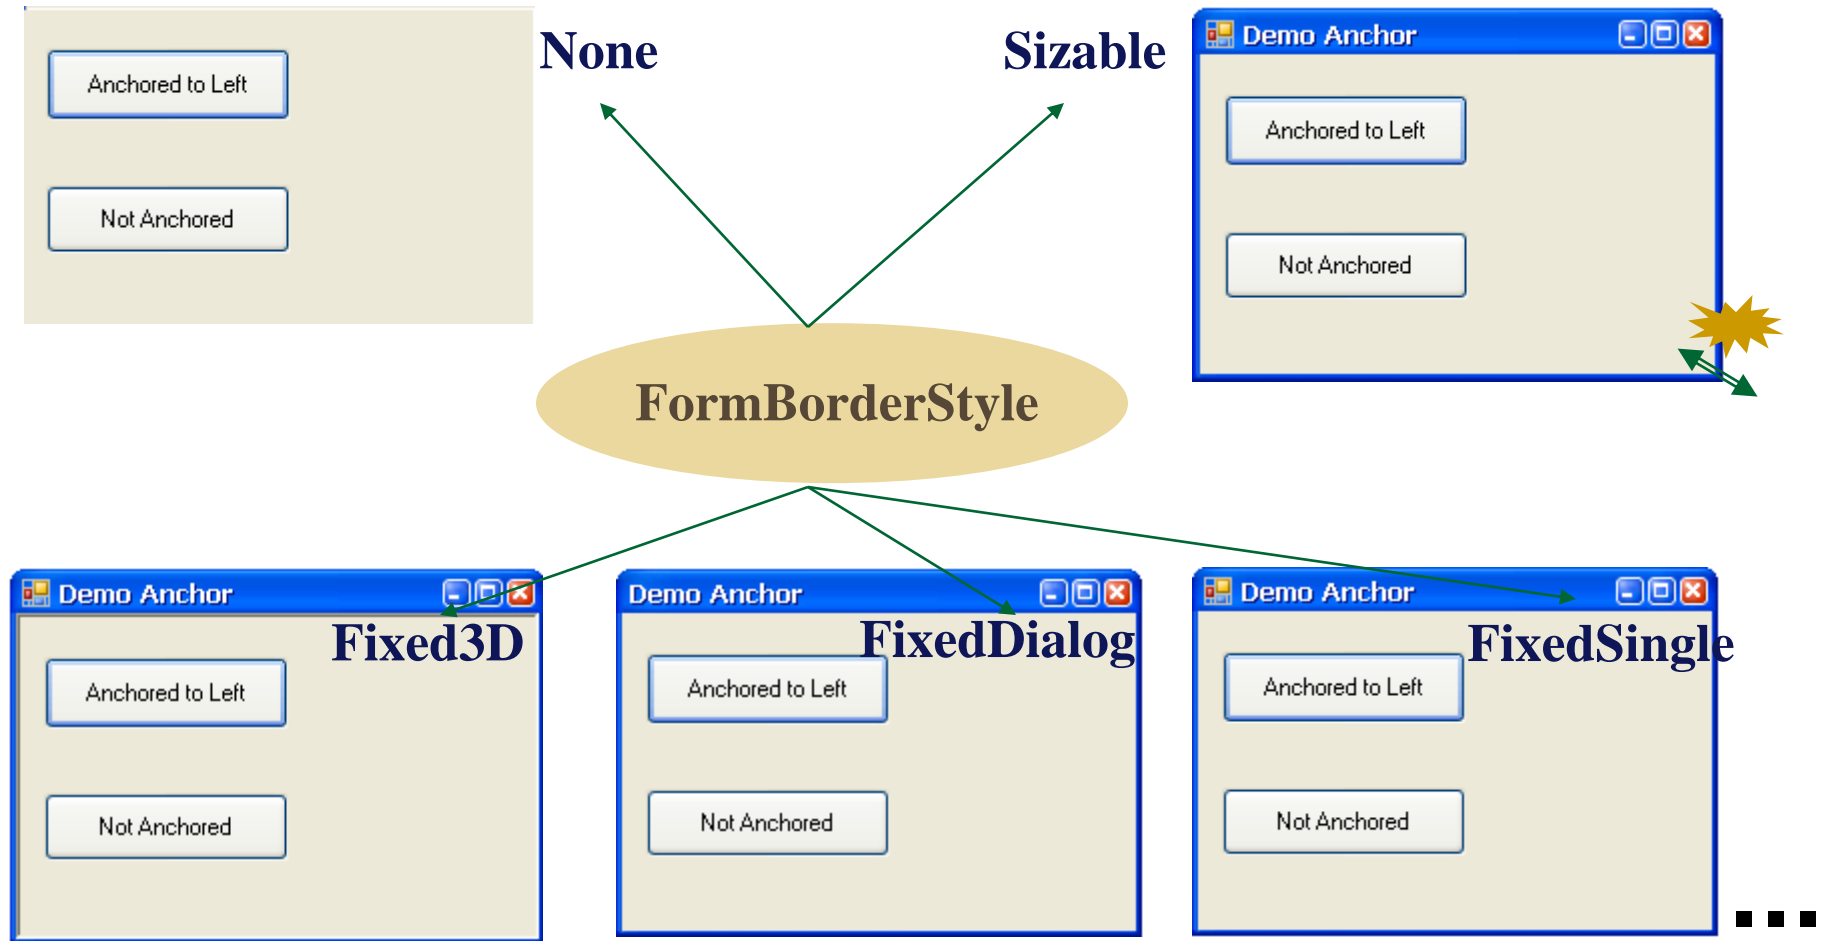 None
Sizable
Demo Anchor
Anchored to Left
Anchored to Left
Not Anchored
Not Anchored
FormBorderStyle
Demo Anchor
Demo Anchor
Demo Anchor
Fixed3D
FixedDialog
FixedSingle
Anchored to Left
Anchored to Left
Anchored to Left
Not Anchored
Not Anchored
Not Anchored
...